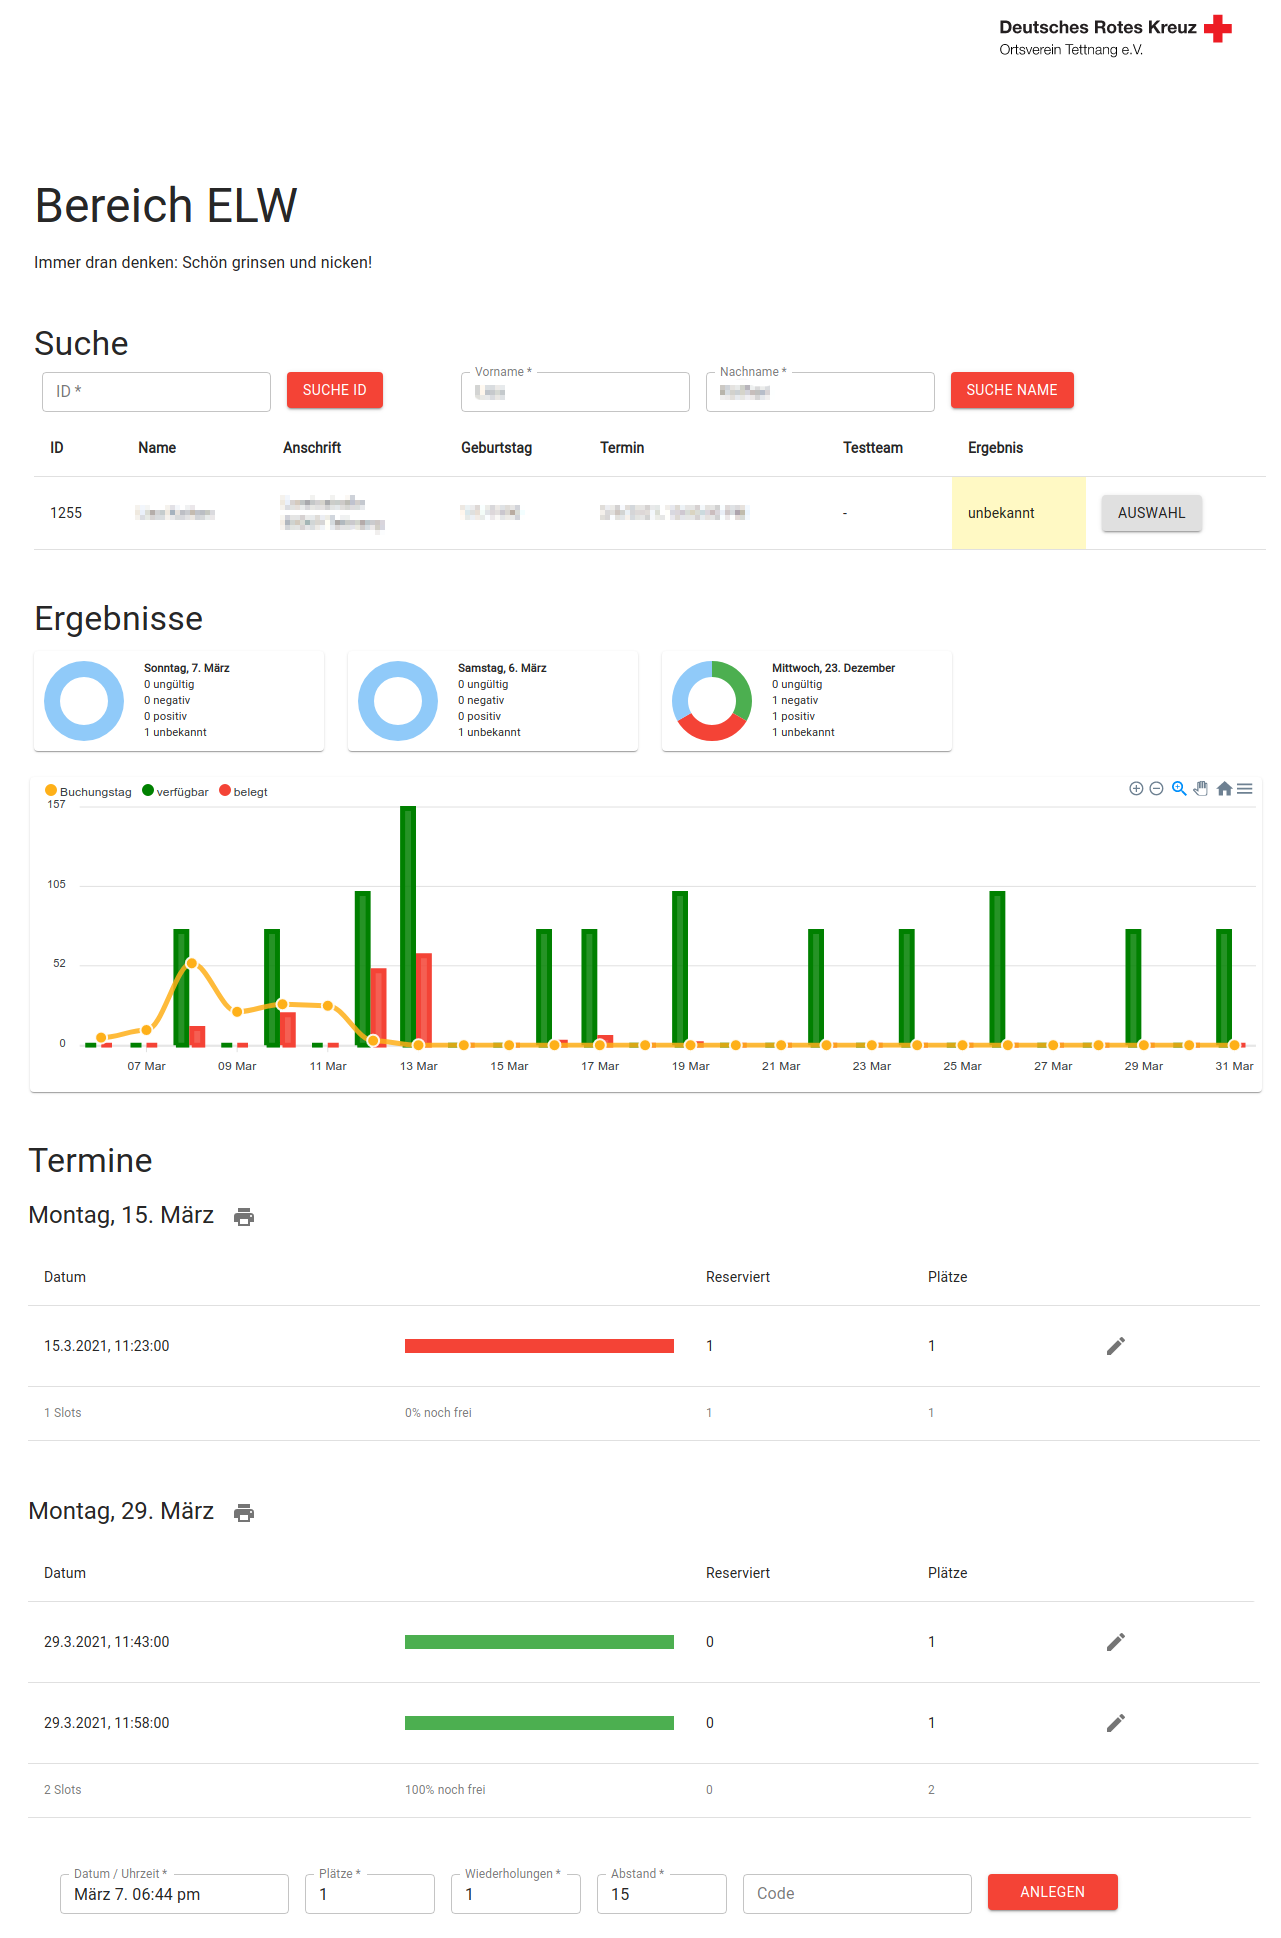 Deutsches Rotes Kreuz
Ortsverein Tettnang e.V.
Bereich ELW
Immer dran denken: Schön grinsen und nicken!
Suche
ID *
SUCHE ID
Vorname *
Nachname *
SUCHE NAME
ID Name Anschrift Geburtstag Termin Testteam Ergebnis
1255 - unbekannt AUSWAHL
Ergebnisse
Sonntag, 7. März
0 ungültig
0 negativ
0 positiv
1 unbekannt
Samstag, 6. März
0 ungültig
0 negativ
0 positiv
1 unbekannt
Mittwoch, 23. Dezember
0 ungültig
1 negativ
1 positiv
1 unbekannt
Buchungstag verfügbar belegt
157
105
52
0
07 Mar 09 Mar 11 Mar 13 Mar 15 Mar 17 Mar 19 Mar 21 Mar 23 Mar 25 Mar 27 Mar 29 Mar 31 Mar
Termine
Montag, 15. März
Datum Reserviert Plätze
15.3.2021, 11:23:00 1 1
1 Slots 0% noch frei 1 1
Montag, 29. März
Datum Reserviert Plätze
29.3.2021, 11:43:00 0 1
29.3.2021, 11:58:00 0 1
2 Slots 100% noch frei 0 2
Datum / Uhrzeit * Plätze * Wiederholungen * Abstand *
März 7. 06:44 pm 1 1 15 Code ANLEGEN